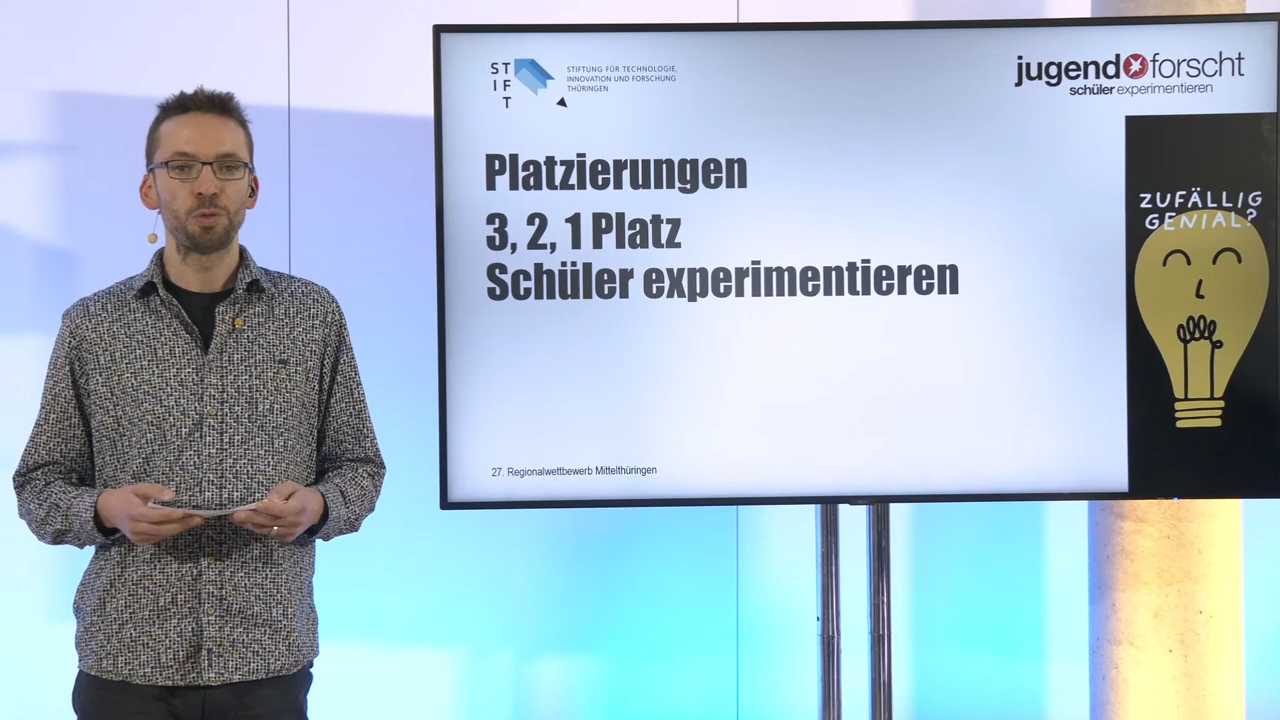 ST
IF
T
STIFTUNG FÜR TECHNOLOGIE,
INNOVATION UND FORSCHUNG
THÜRINGEN
jugend forscht
schüler experimentieren
Platzierungen
3, 2, 1 Platz
Schüler experimentieren
ZUFÄLLIG
GENIAL?
27. Regionalwettbewerb Mittelthüringen